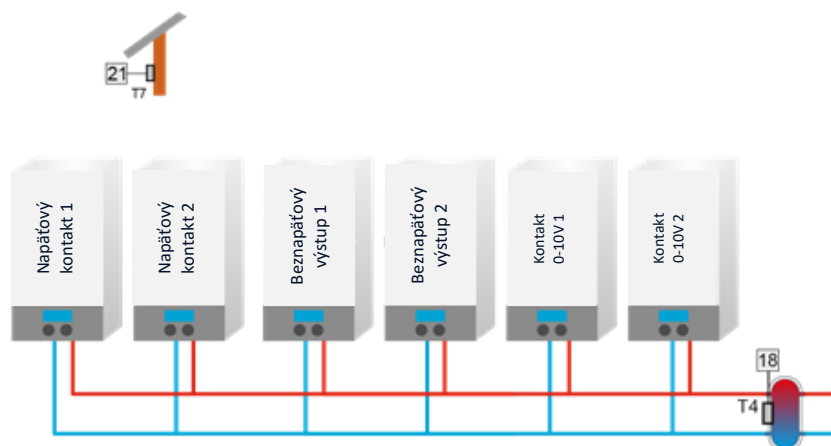 21
T7
Napäťový
kontakt 1
Napäťový
kontakt 2
Beznapäťový
výstup 1
Beznapäťový
výstup 2
Kontakt
0-10V 1
Kontakt
0-10V 2
18
T4